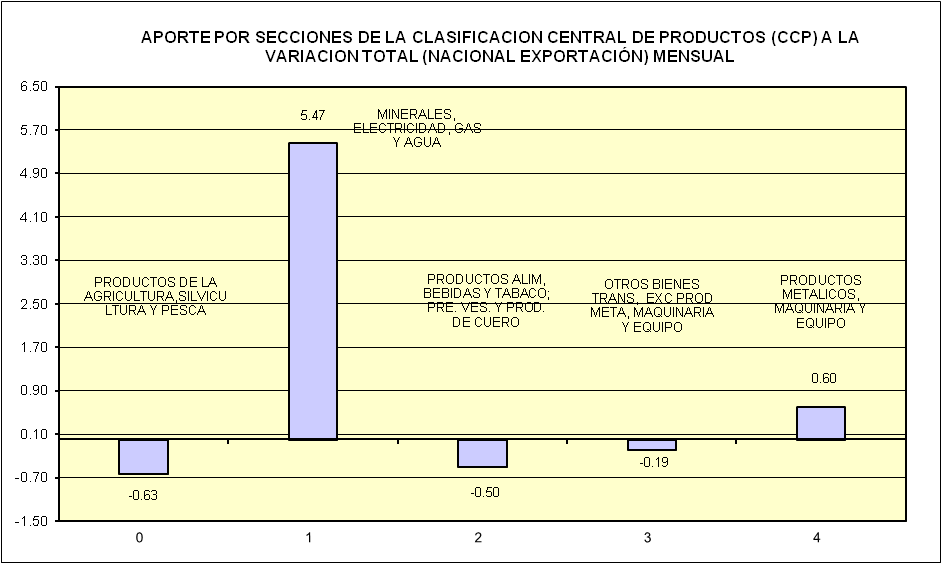 APORTE POR SECCIONES DE LA CLASIFICACION CENTRAL DE PRODUCTOS (CCP) A LA
VARIACION TOTAL (NACIONAL EXPORTACIÓN) MENSUAL
6.50
5.70
4.90
4.10
3.30
2.50
1.70
0.90
0.10
-0.70
-1.50
PRODUCTOS DE LA
AGRICULTURA,SILVICU
LTURA Y PESCA
-0.63
5.47
MINERALES,
ELECTRICIDAD, GAS
Y AGUA
PRODUCTOS ALIM,
BEBIDAS Y TABACO;
PRE. VES. Y PROD.
DE CUERO
-0.50
OTROS BIENES
TRANS, EXC PROD
META, MAQUINARIA
Y EQUIPO
-0.19
PRODUCTOS
METALICOS,
MAQUINARIA Y
EQUIPO
0.60
0
1
2
3
4